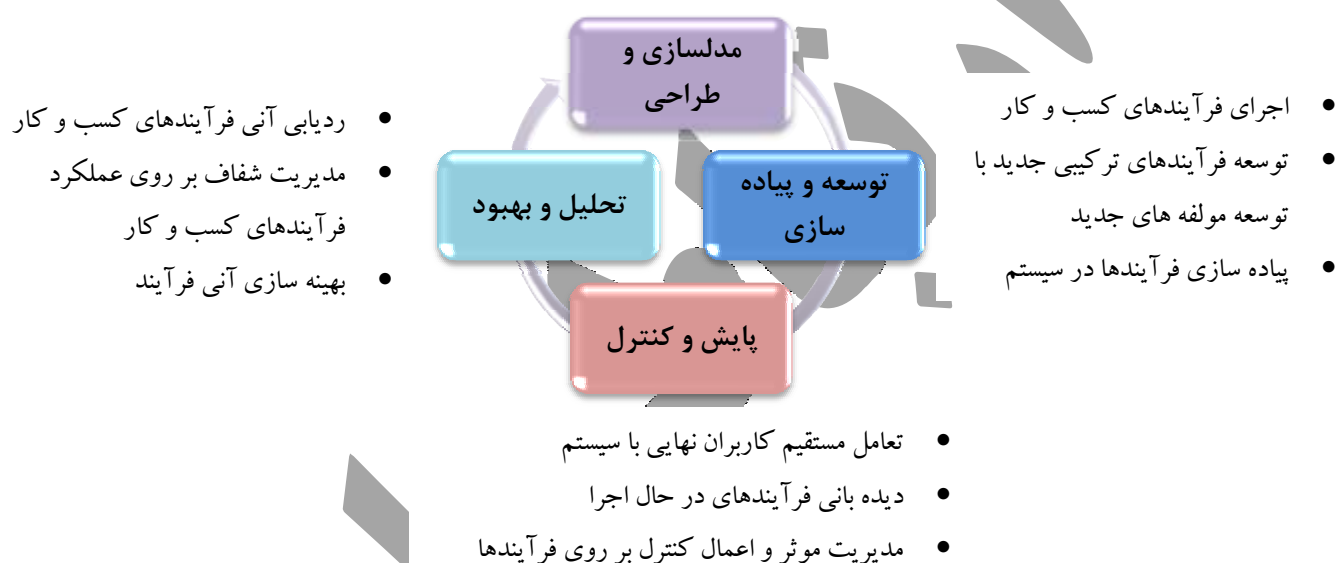 مدلسازی و
طراحی
• اجرای فرآیندهای کسب و کار
• توسعه فرآیندهای ترکیبی جدید با
توسعه مولفه های جدید
• پیاده سازی فرآیندها در سیستم
توسعه و پیاده
سازی
تحلیل و بهبود
• ردیابی آنی فرآیندهای کسب و کار
• مدیریت شفاف بر روی عملکرد
فرآیندهای کسب و کار
• بهینه سازی آنی فرآیند
پایش و کنترل
• تعامل مستقیم کاربران نهایی با سیستم
• دیده بانی فرآیندهای در حال اجرا
• مدیریت موثر و اعمال کنترل بر روی فرآیندها